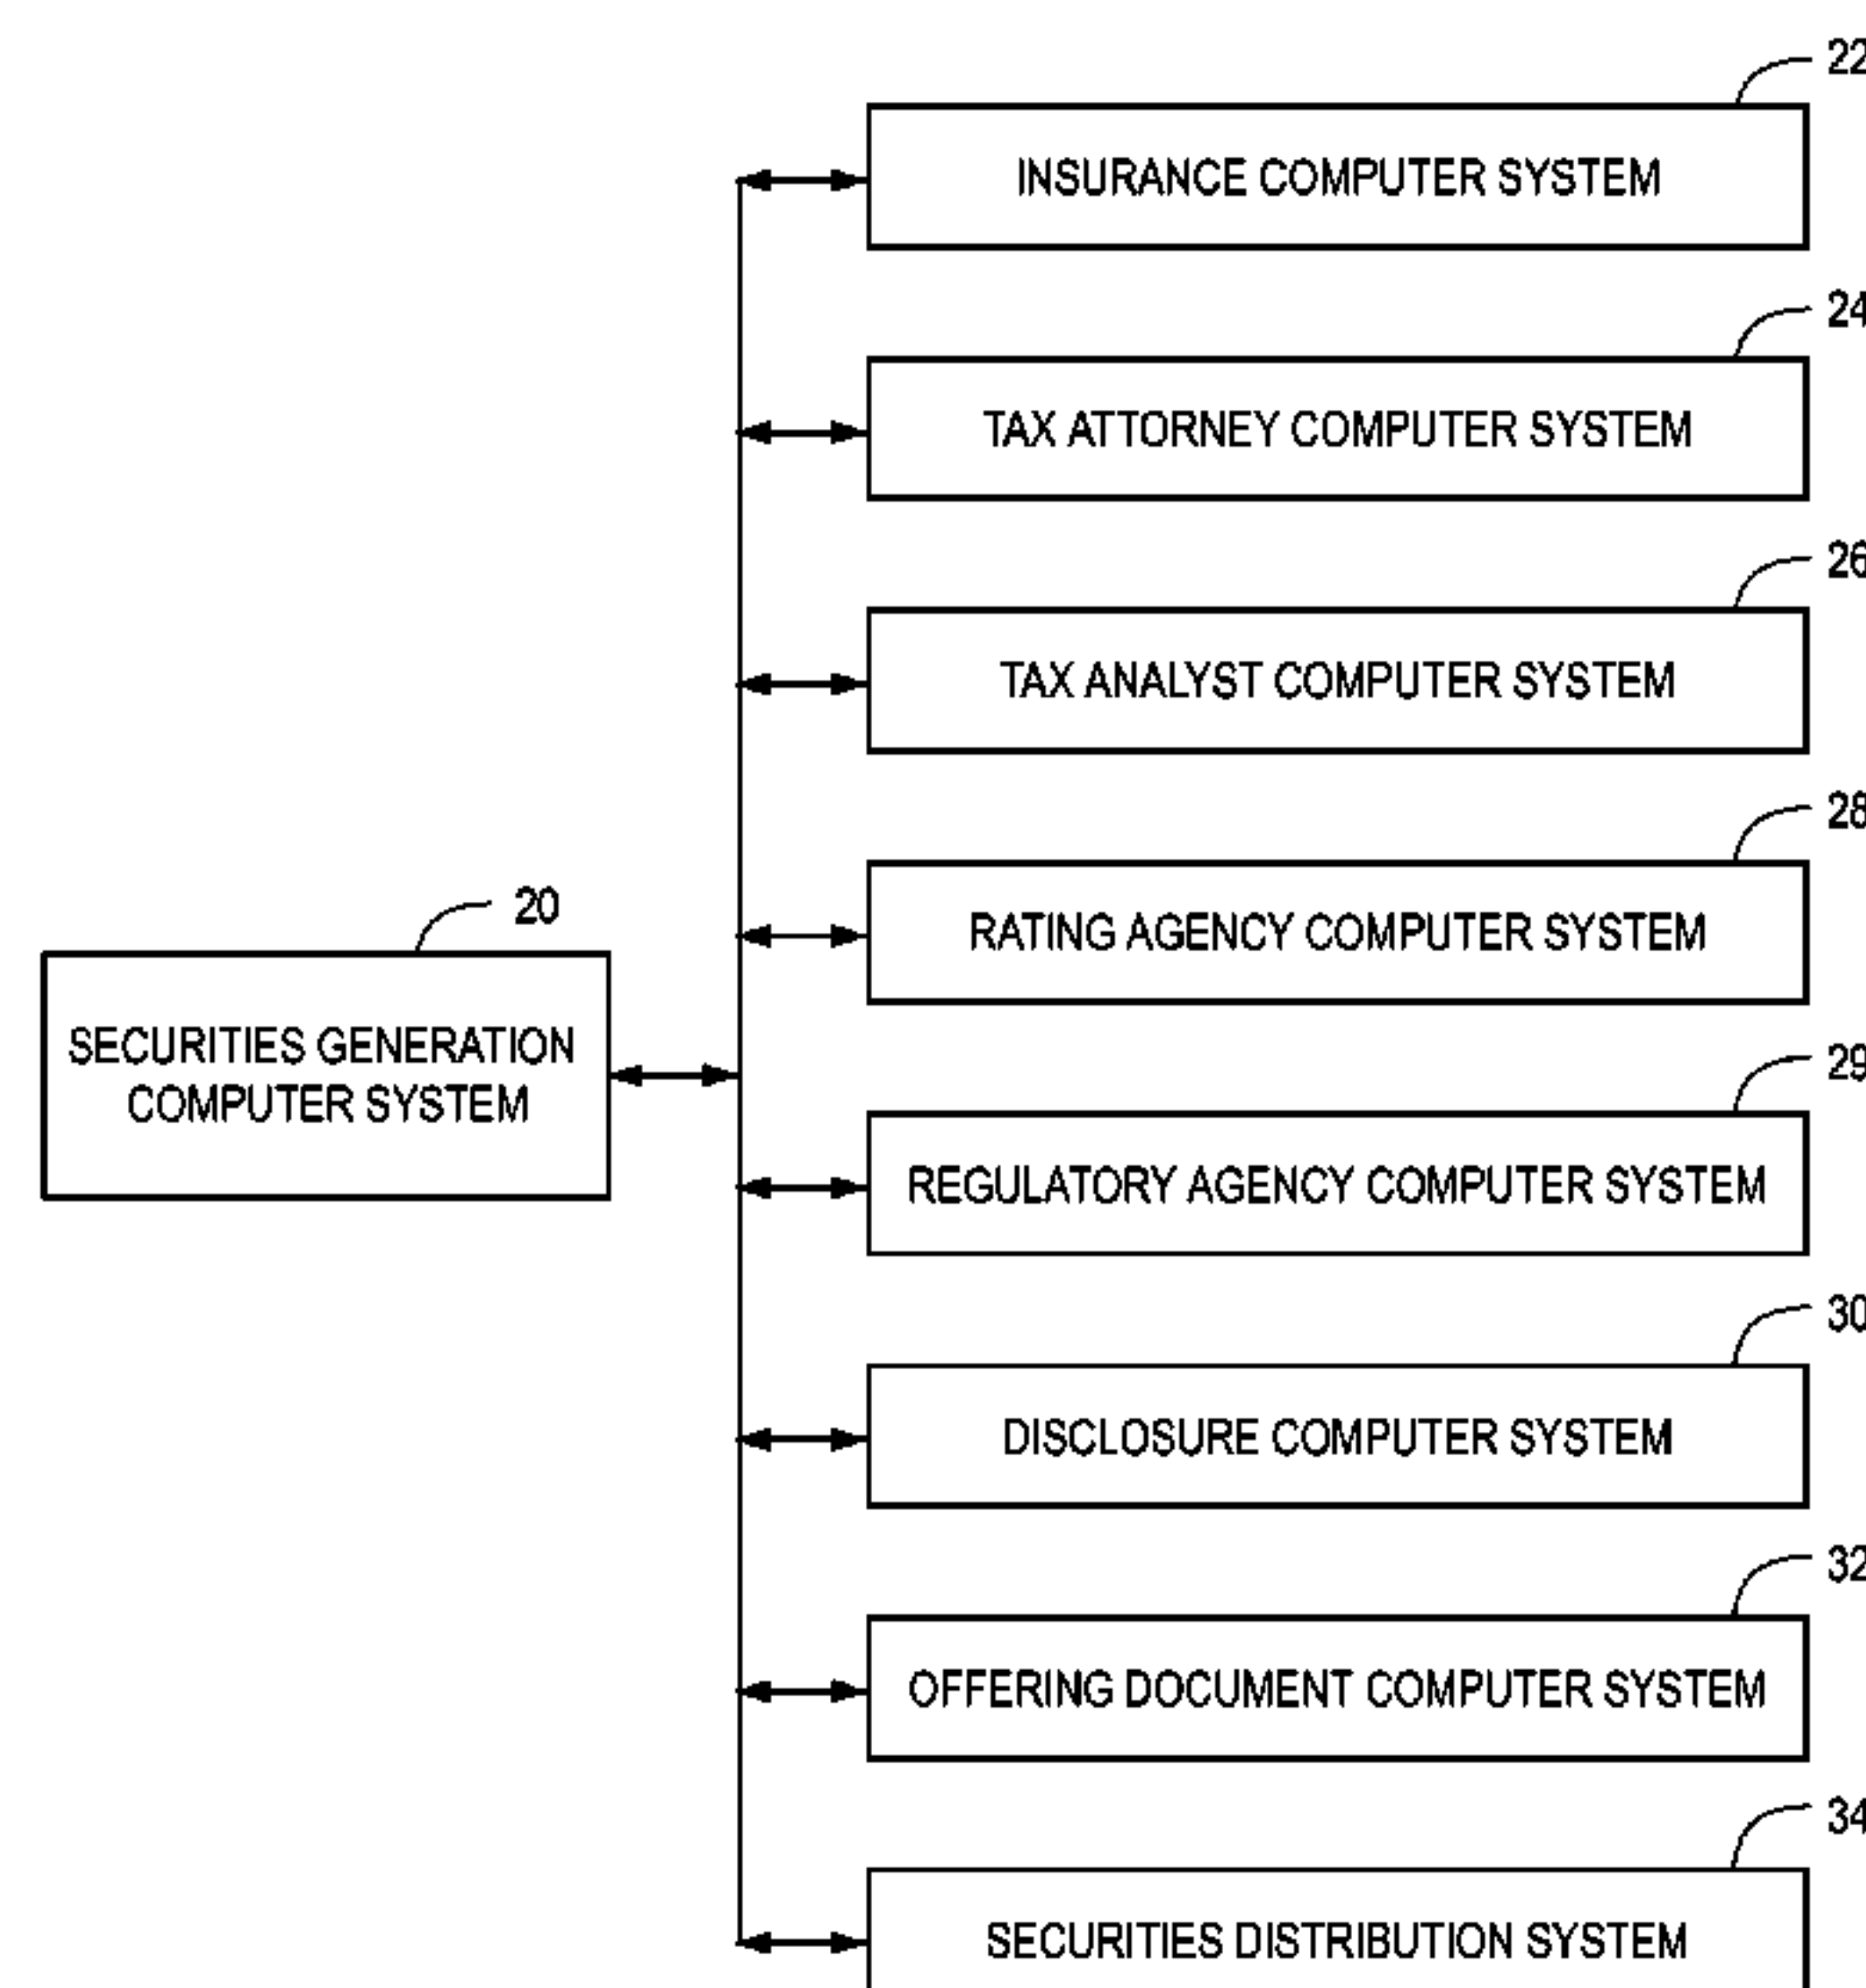 22
INSURANCE COMPUTER SYSTEM
24
TAX ATTORNEY COMPUTER SYSTEM
26
TAX ANALYST COMPUTER SYSTEM
28
RATING AGENCY COMPUTER SYSTEM
20
SECURITIES GENERATION
COMPUTER SYSTEM
29
REGULATORY AGENCY COMPUTER SYSTEM
30
DISCLOSURE COMPUTER SYSTEM
32
OFFERING DOCUMENT COMPUTER SYSTEM
34
SECURITIES DISTRIBUTION SYSTEM